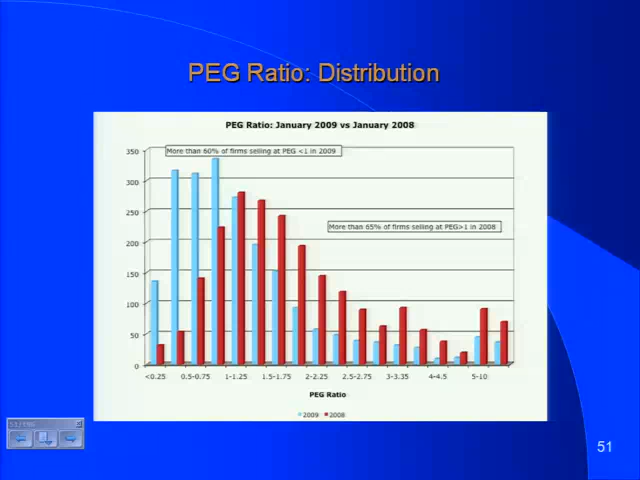 PEG Ratio: Distribution
PEG Ratio: January 2009 vs January 2008
More than 60% of firms selling at PEG <1 in 2009
More than 65% of firms selling at PEG>1 in 2008
350
300
250
200
150
100
50
0
<0.25 0.5-0.75 1-1.25 1.5-1.75 2-2.25 2.5-2.75 3-3.35 4-4.5 5-10
PEG Ratio
2009 2008
51